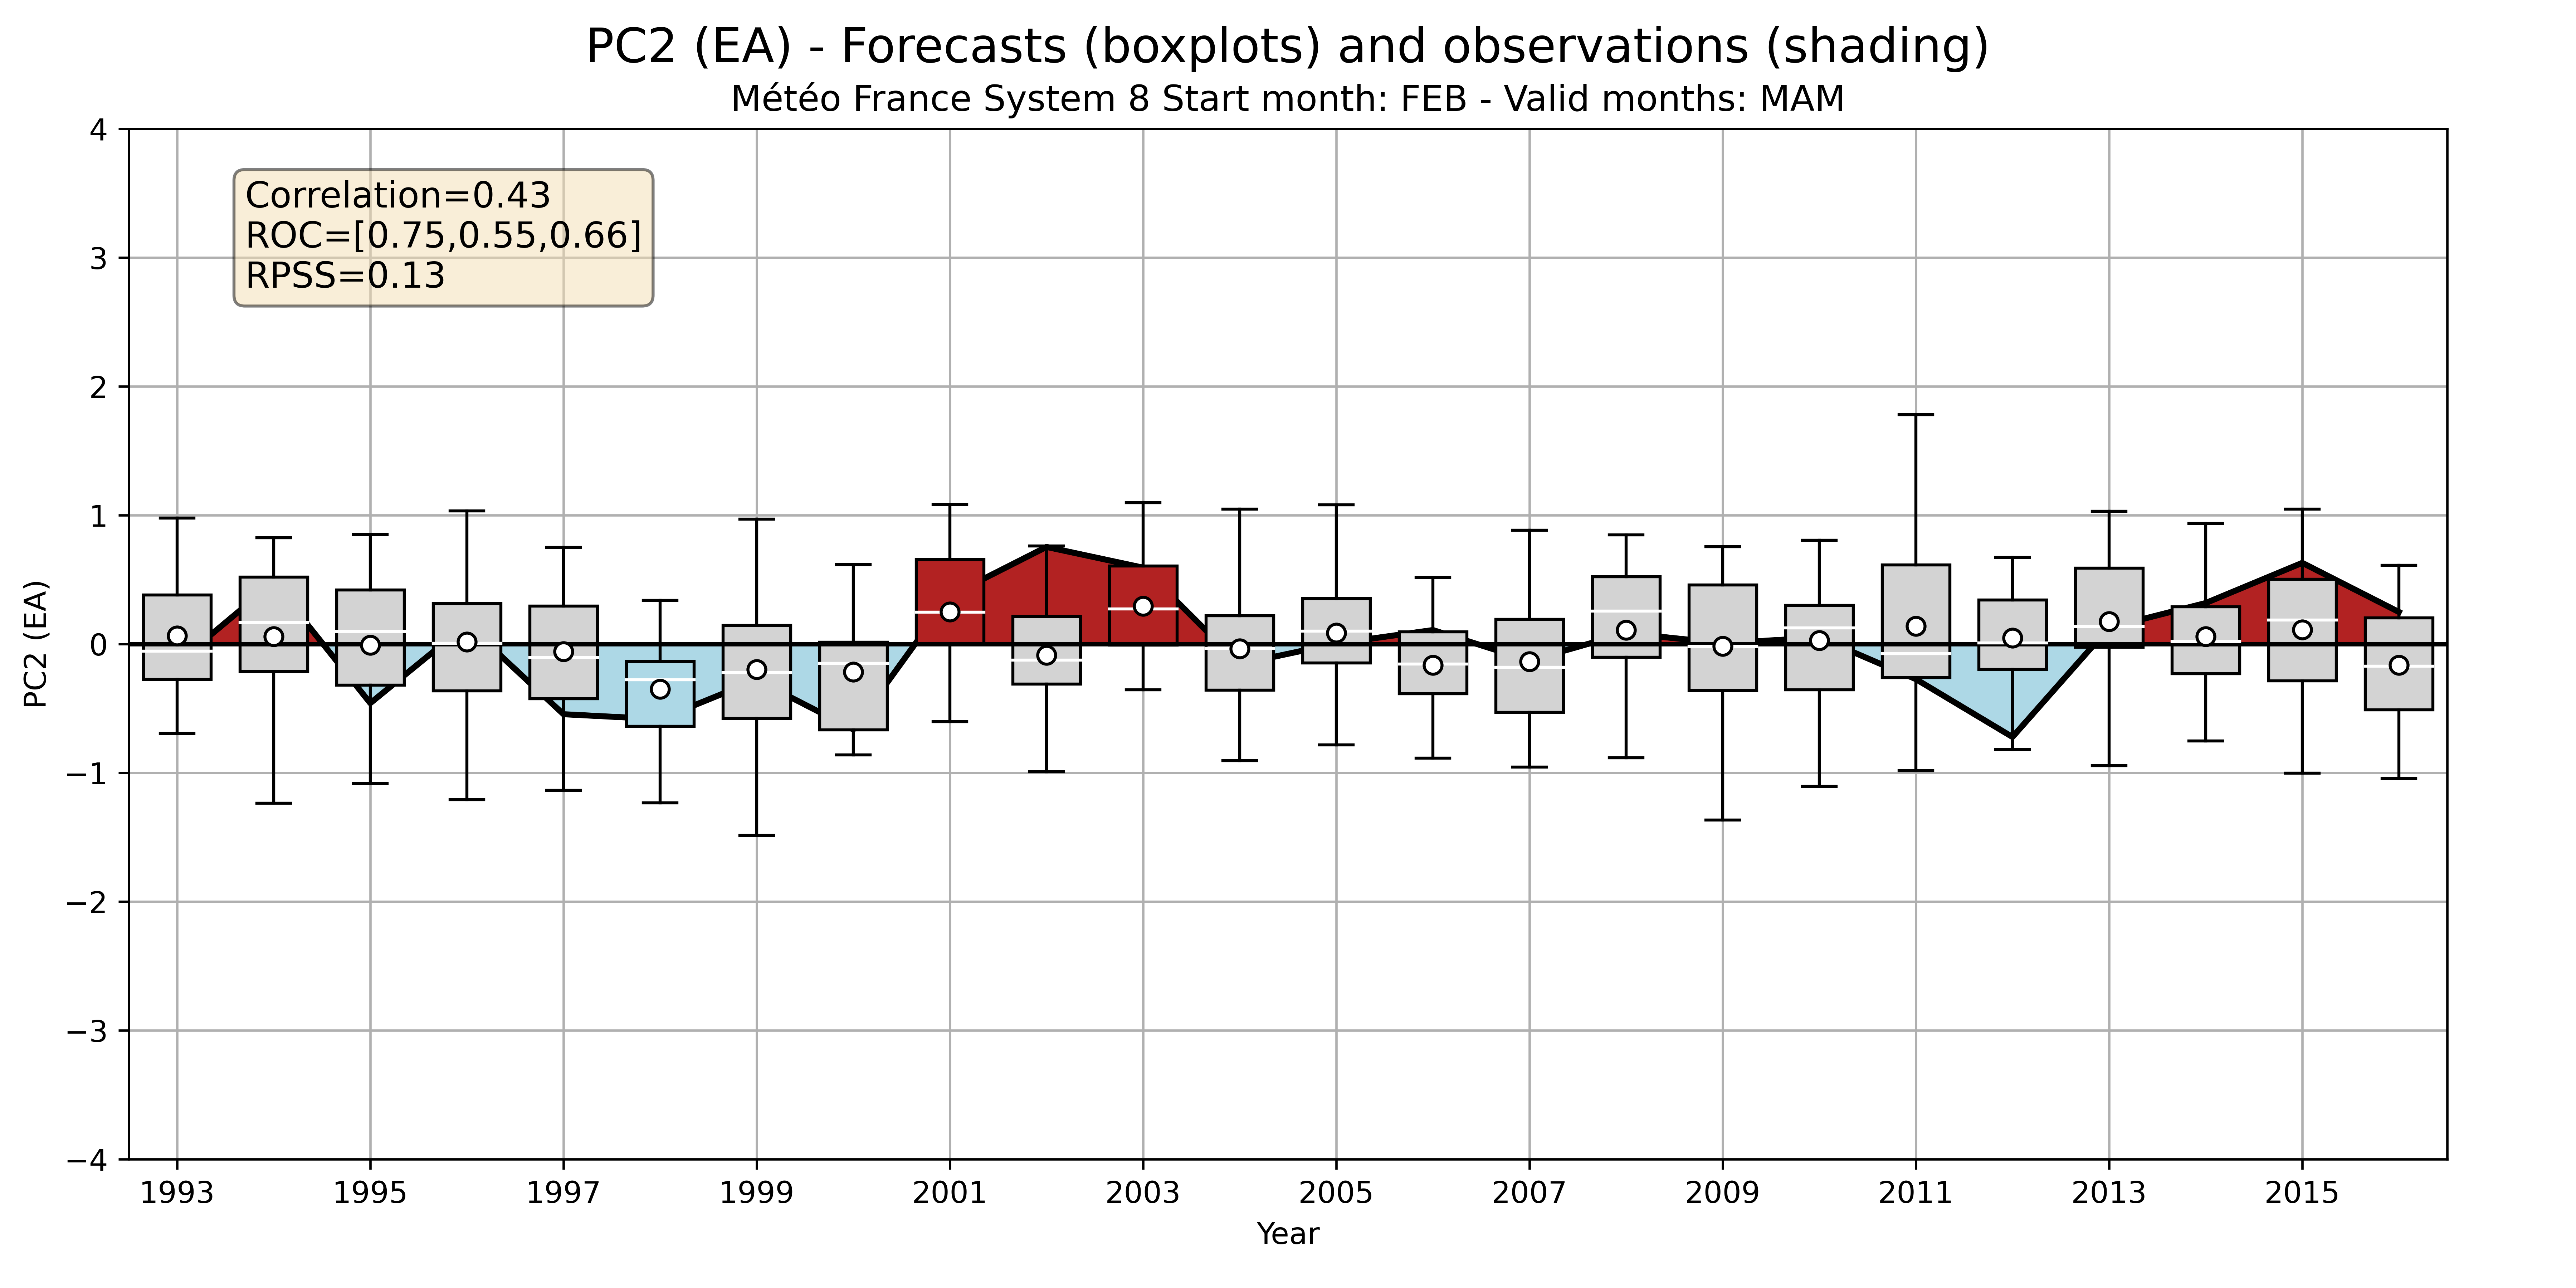 PC2 (EA) - Forecasts (boxplots) and observations (shading)
Météo France System 8 Start month: FEB - Valid months: MAM
Correlation=0.43
ROC=[0.75,0.55,0.66]
RPSS=0.13
4
3
2
1
0
−1
−2
−3
−4
PC2 (EA)
1993 1995 1997 1999 2001 2003 2005 2007 2009 2011 2013 2015
Year